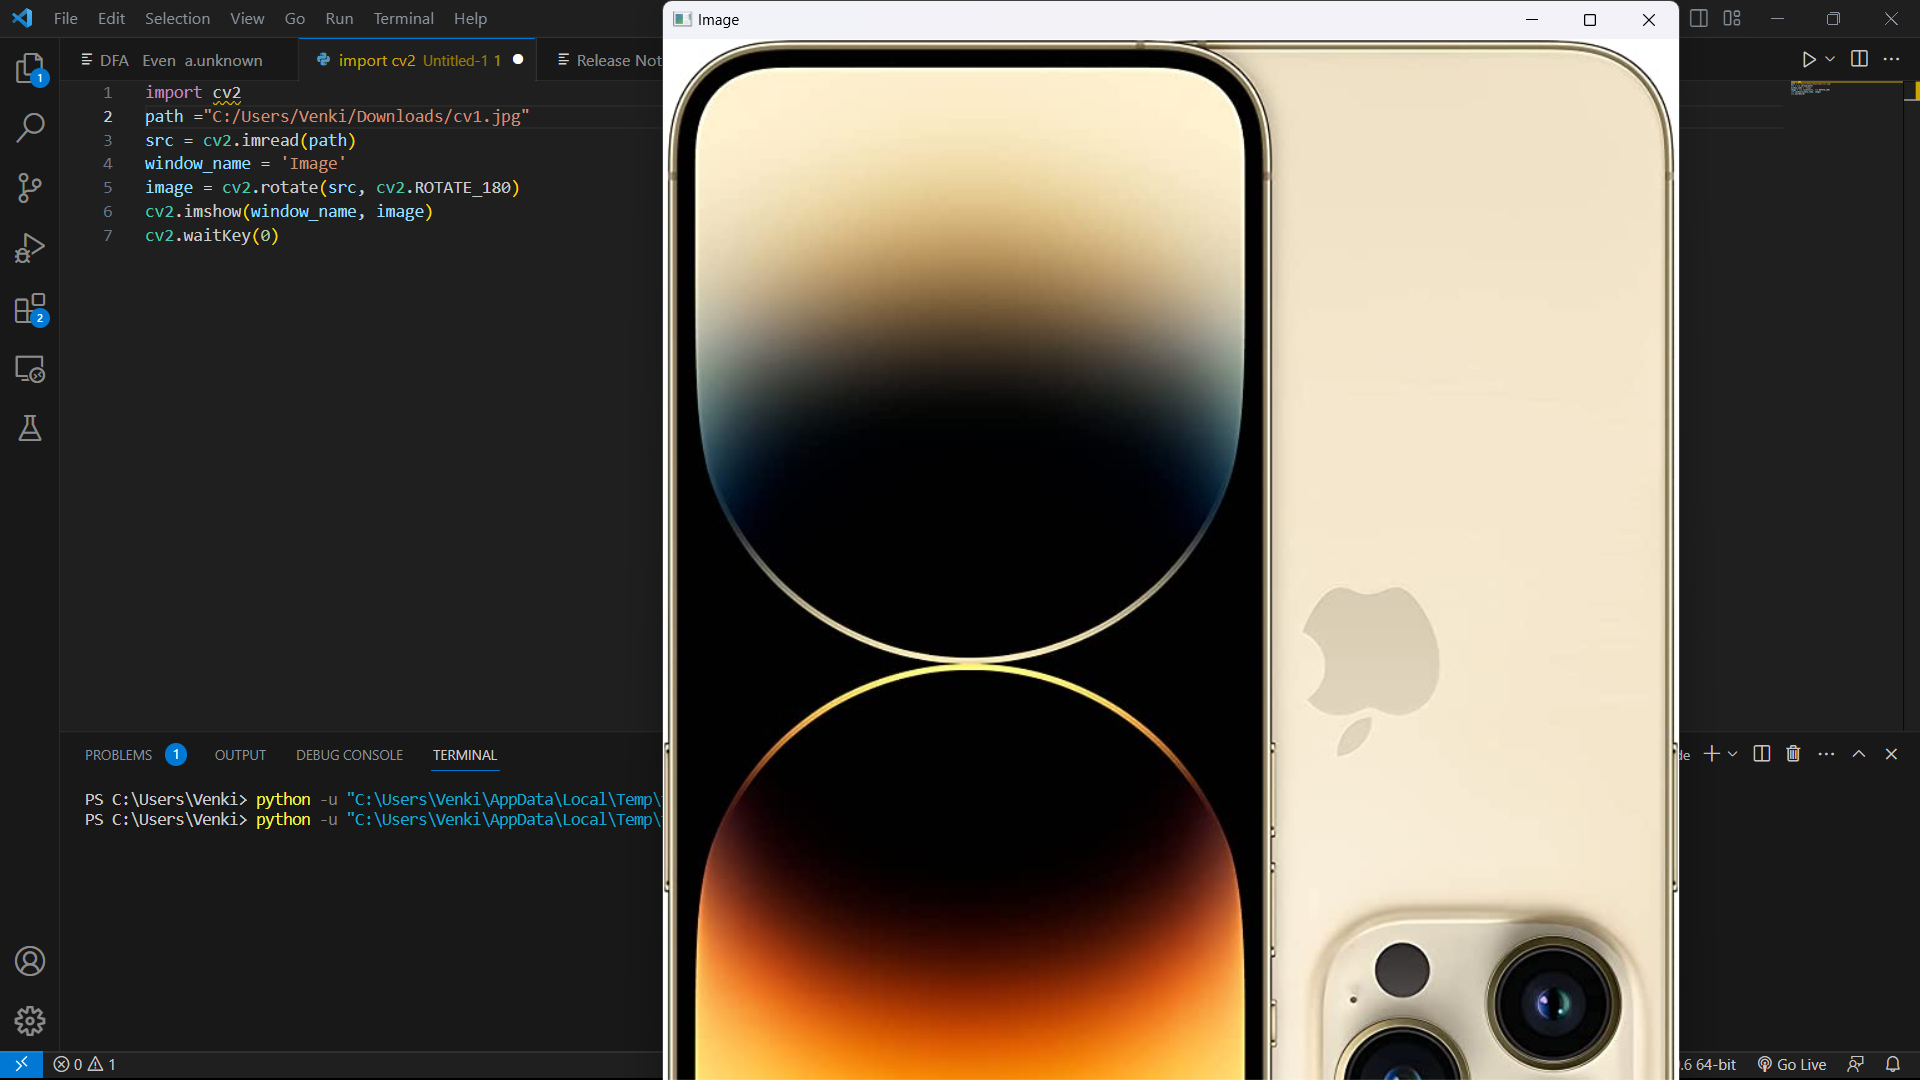 File Edit Selection View Go Run Terminal Help
Image
DFA Even a.unknown
import cv2 Untitled-1 1
Release Not
1 import cv2
2 path ="C:/Users/Venki/Downloads/cv1.jpg"
3 src = cv2.imread(path)
4 window_name = 'Image'
5 image = cv2.rotate(src, cv2.ROTATE_180)
6 cv2.imshow(window_name, image)
7 cv2.waitKey(0)
1
2
PROBLEMS 1 OUTPUT DEBUG CONSOLE TERMINAL
de
PS C:\Users\Venki> python -u "C:\Users\Venki\AppData\Local\Temp\
PS C:\Users\Venki> python -u "C:\Users\Venki\AppData\Local\Temp\
0 1
.6 64-bit Go Live